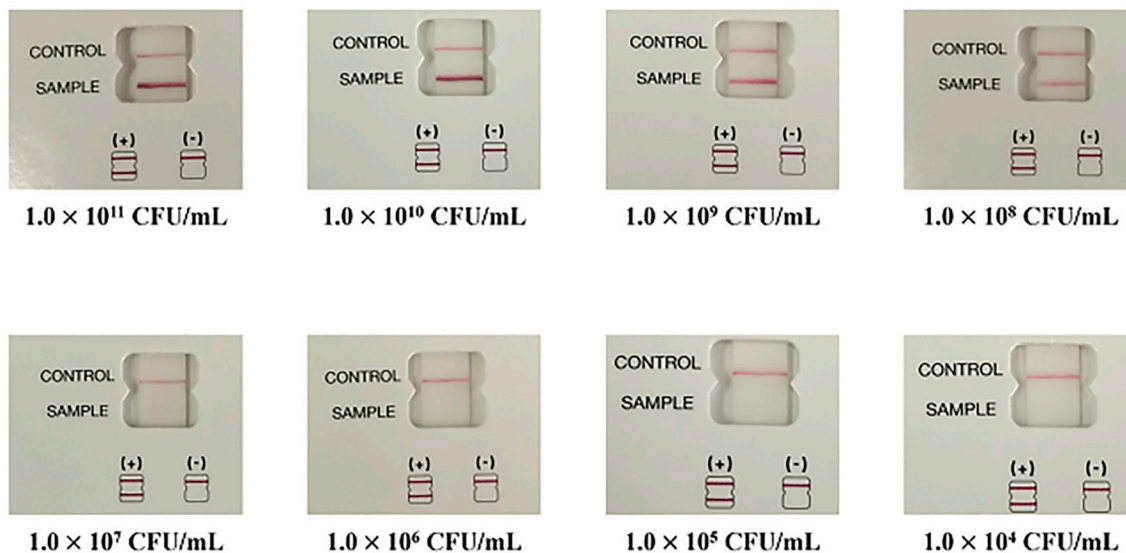 CONTROL
SAMPLE
(+) (-)
1.0 × 10¹¹ CFU/mL
CONTROL
SAMPLE
(+) (-)
1.0 × 10¹⁰ CFU/mL
CONTROL
SAMPLE
(+) (-)
1.0 × 10⁹ CFU/mL
CONTROL
SAMPLE
(+) (-)
1.0 × 10⁸ CFU/mL
CONTROL
SAMPLE
(+) (-)
1.0 × 10⁷ CFU/mL
CONTROL
SAMPLE
(+) (-)
1.0 × 10⁶ CFU/mL
CONTROL
SAMPLE
(+) (-)
1.0 × 10⁵ CFU/mL
CONTROL
SAMPLE
(+) (-)
1.0 × 10⁴ CFU/mL